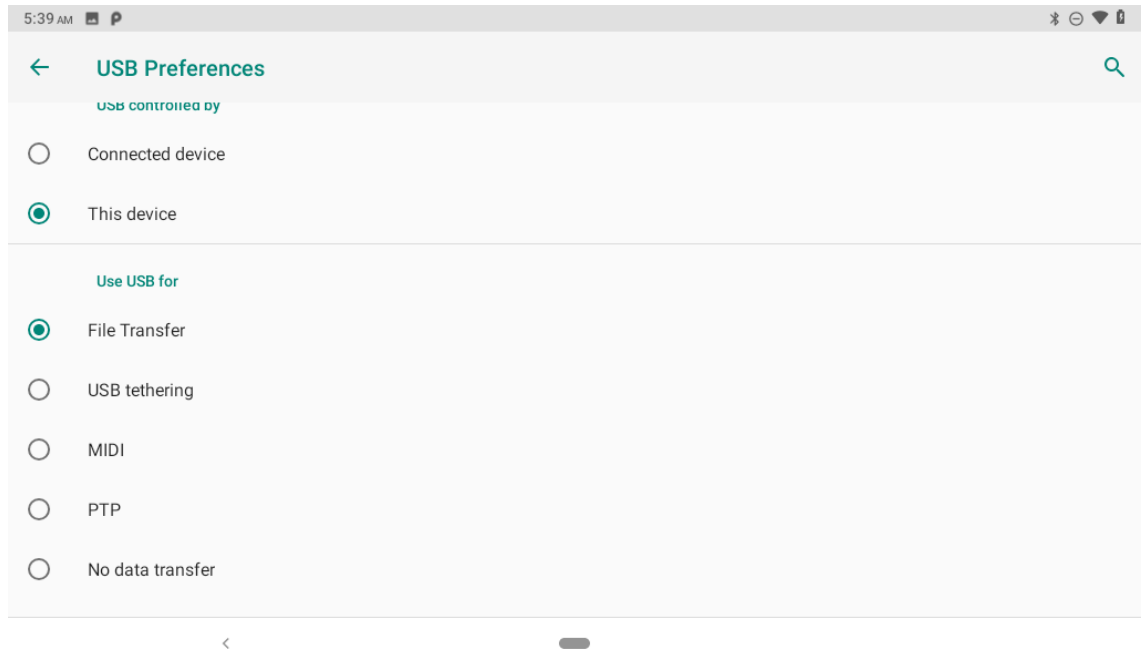 5:39 AM
USB Preferences
USB controlled by
Connected device
This device
Use USB for
File Transfer
USB tethering
MIDI
PTP
No data transfer